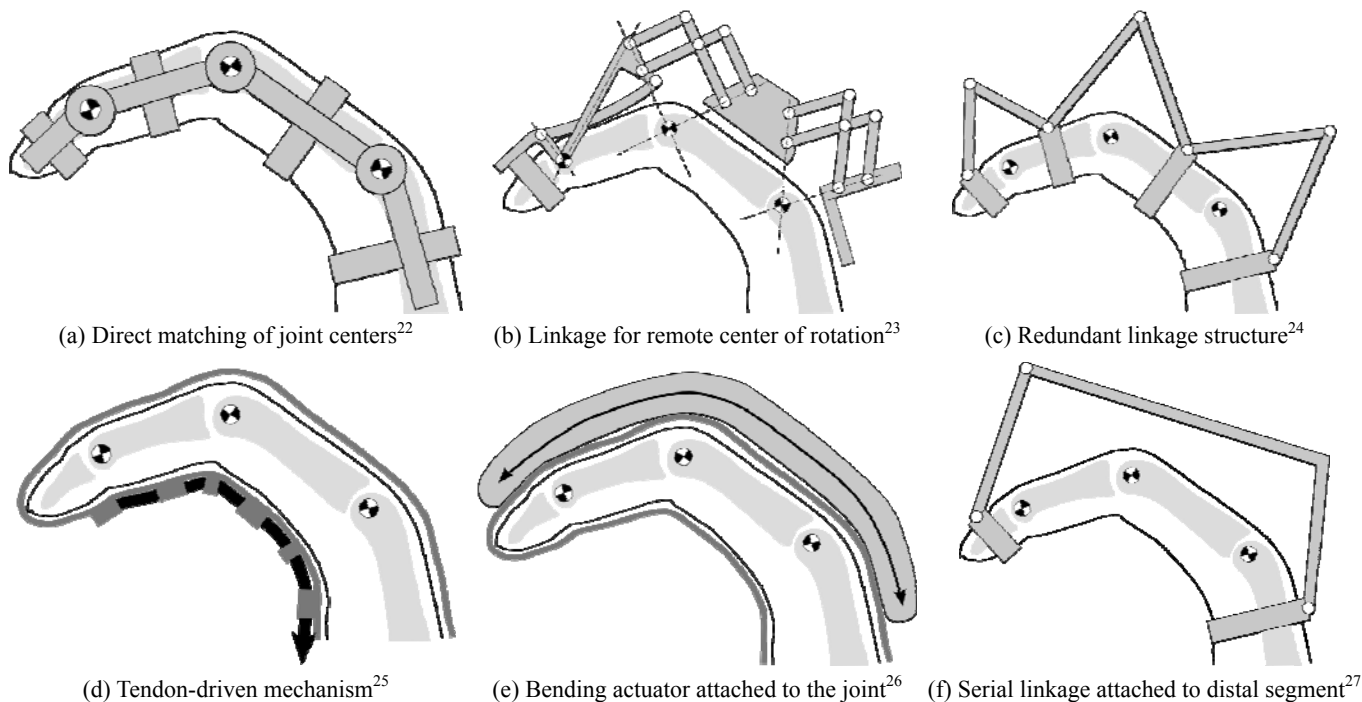 (a) Direct matching of joint centers22
(b) Linkage for remote center of rotation23
(c) Redundant linkage structure24
(d) Tendon-driven mechanism25
(e) Bending actuator attached to the joint26
(f) Serial linkage attached to distal segment27